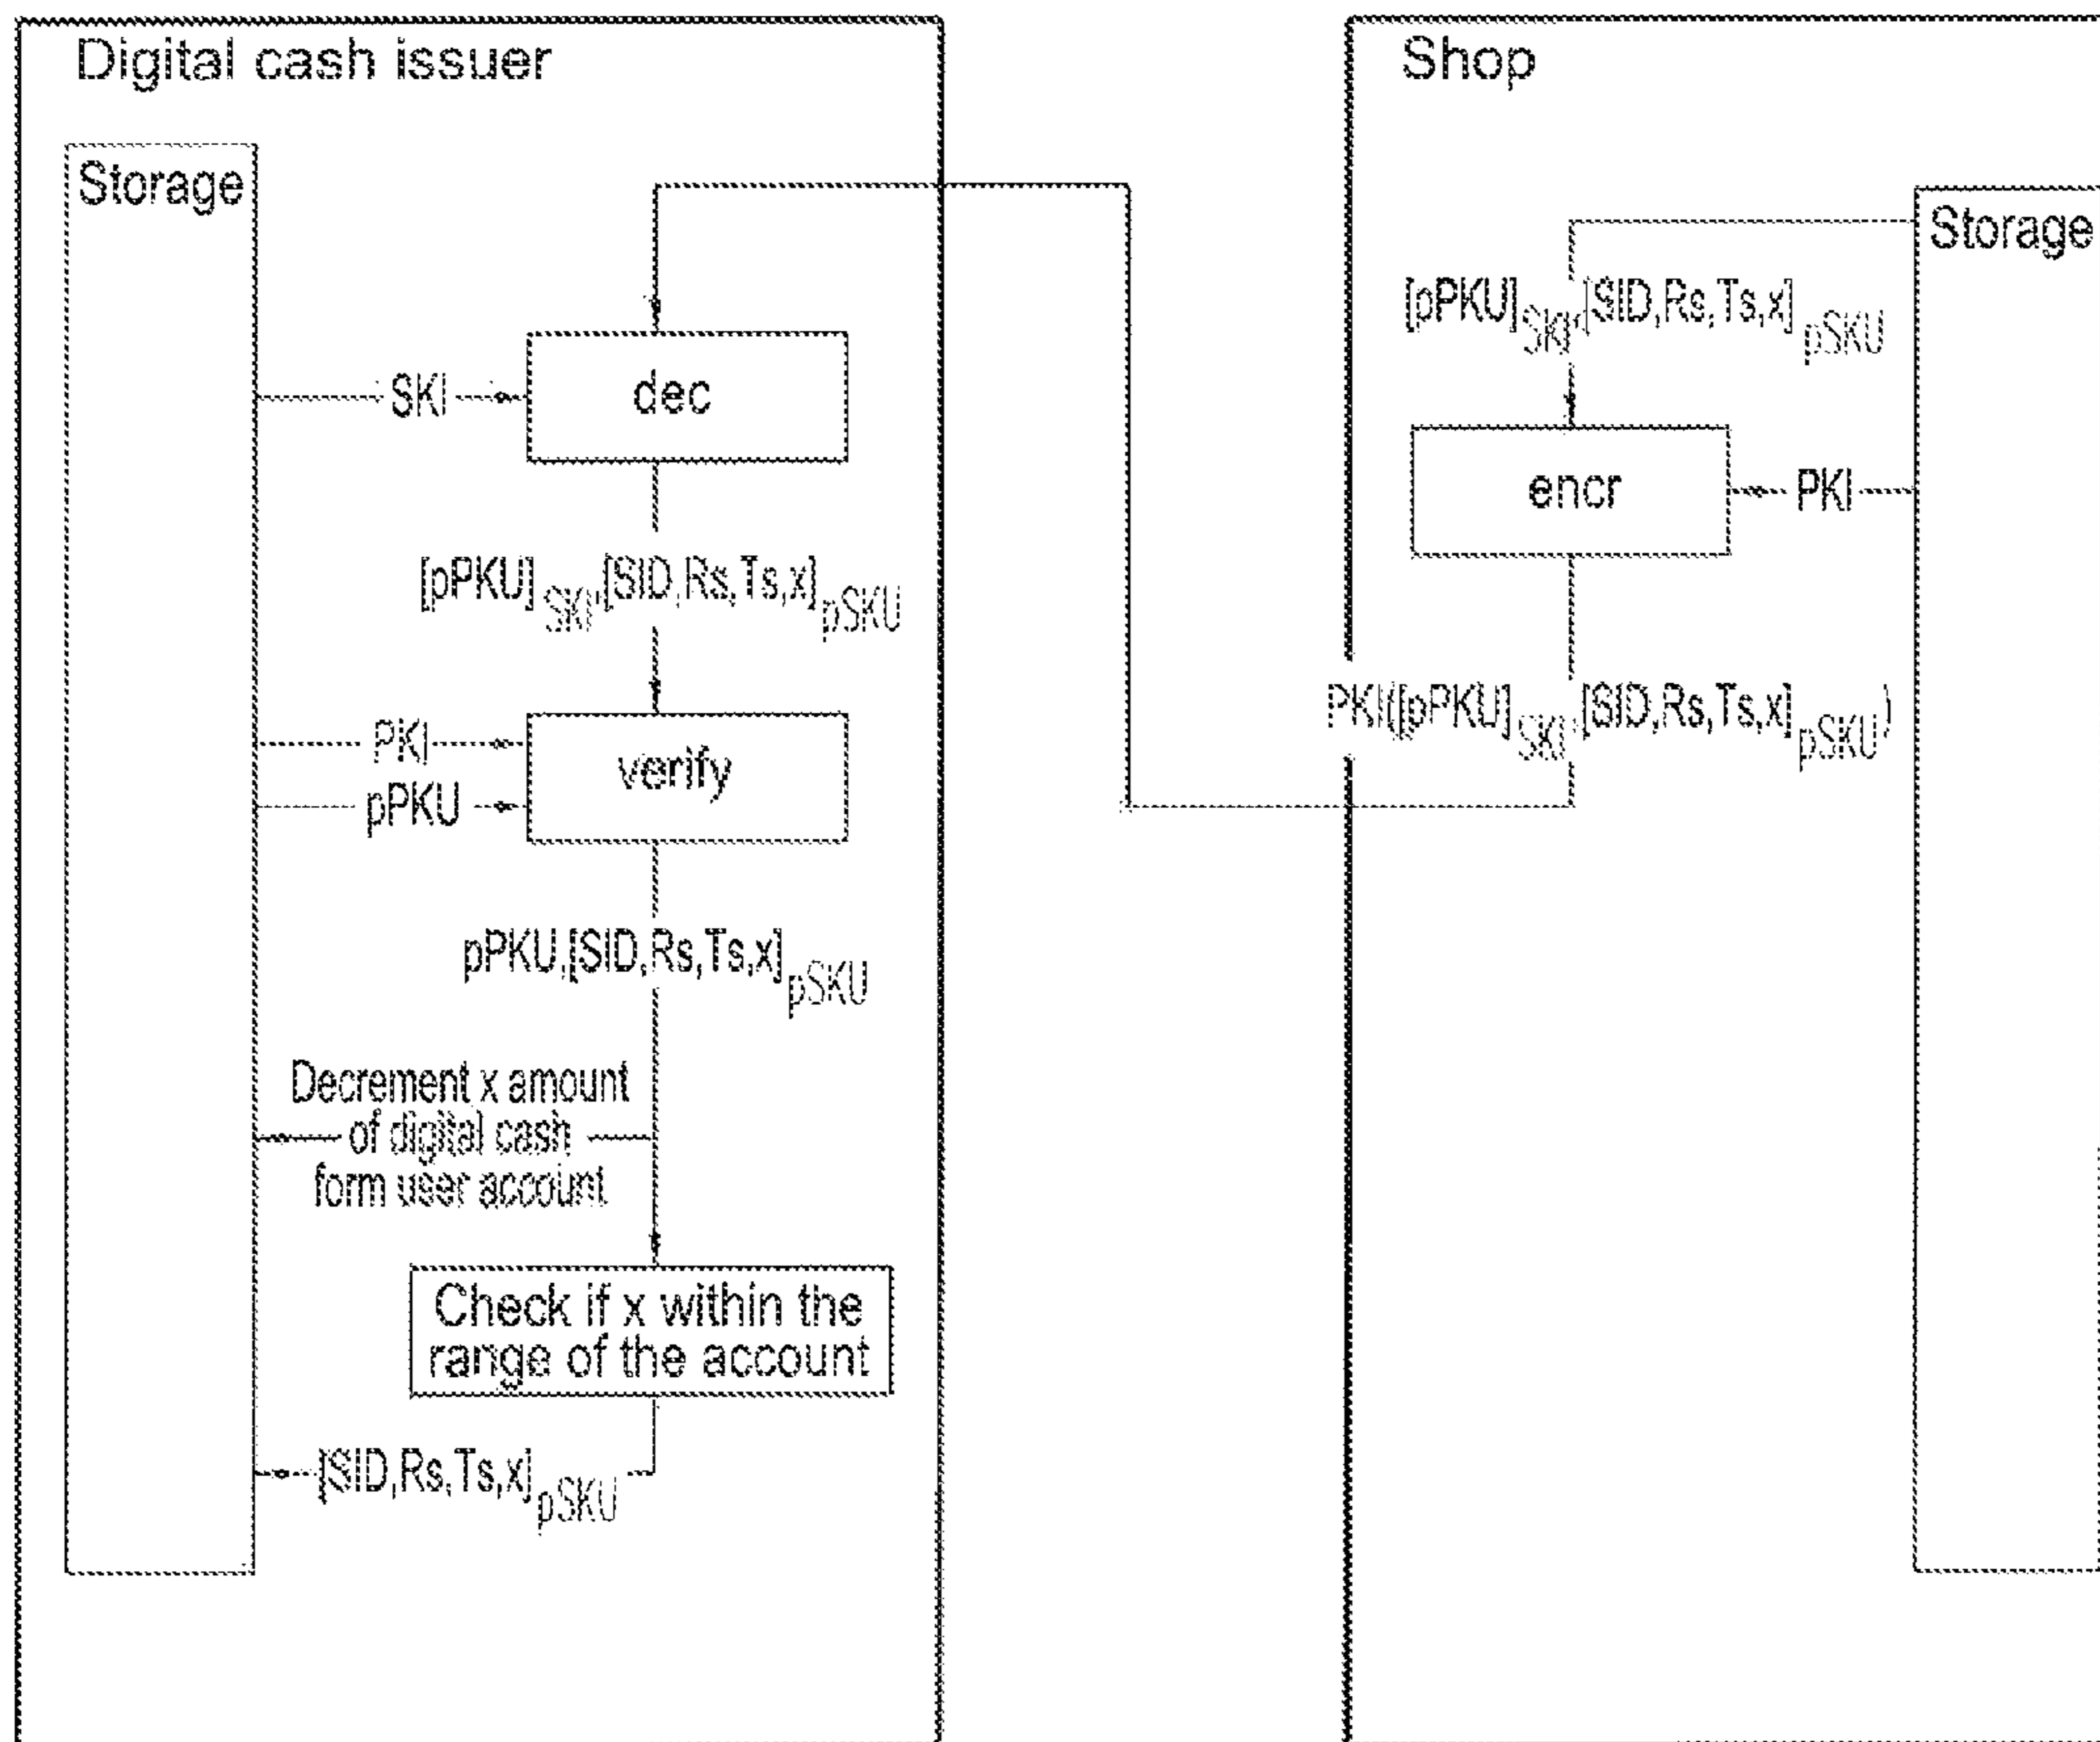 Digital cash issuer
Storage
SKI
dec
[pPKU]SKI,[SID,Rs,Ts,x]pSKU
PKI
pPKU
verify
pPKU,[SID,Rs,Ts,x]pSKU
Decrement x amount
of digital cash
form user account
Check if x within the
range of the account
[SID,Rs,Ts,x]pSKU
Shop
Storage
[pPKU]SKI,[SID,Rs,Ts,x]pSKU
encr
PKI
PKI([pPKU]SKI,[SID,Rs,Ts,x]pSKU)